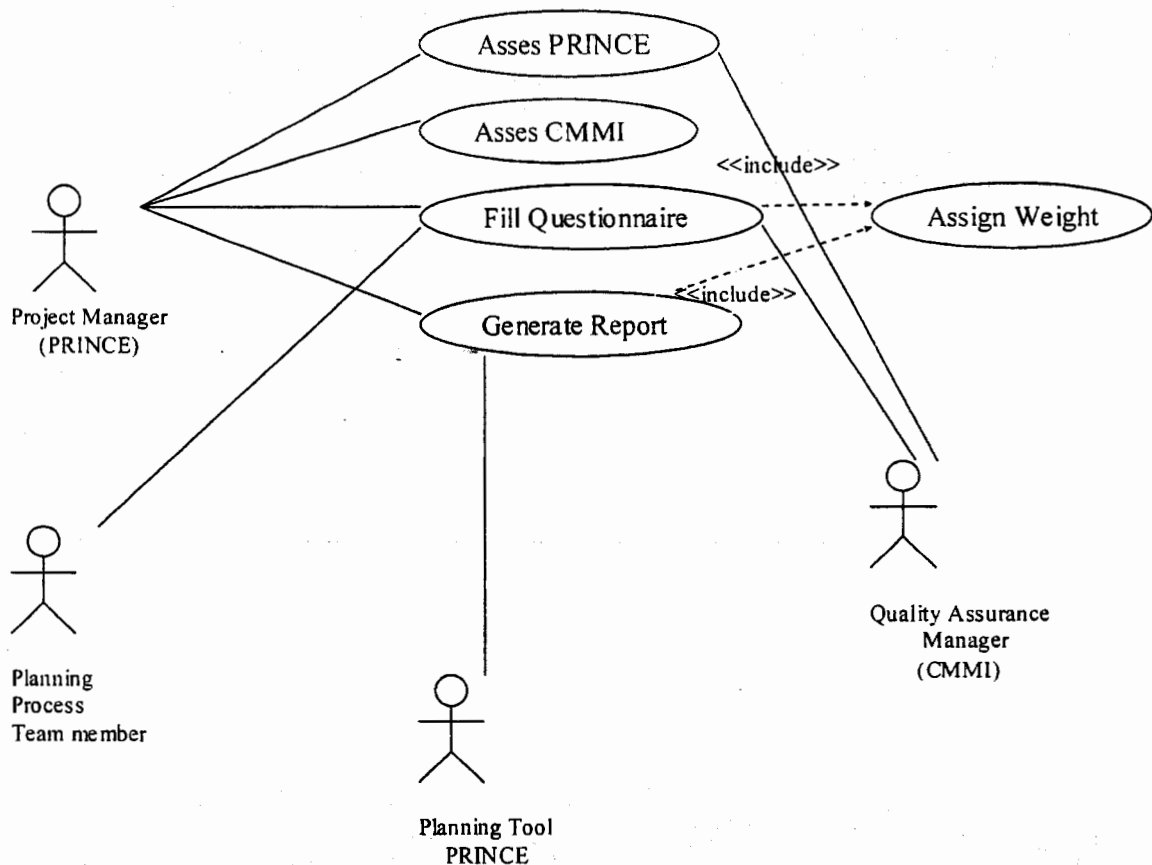 Asses PRINCE
Asses CMMI
<<include>>
Fill Questionnaire
Assign Weight
<<include>>
Generate Report
Project Manager
(PRINCE)
Quality Assurance
Manager
(CMMI)
Planning
Process
Team member
Planning Tool
PRINCE